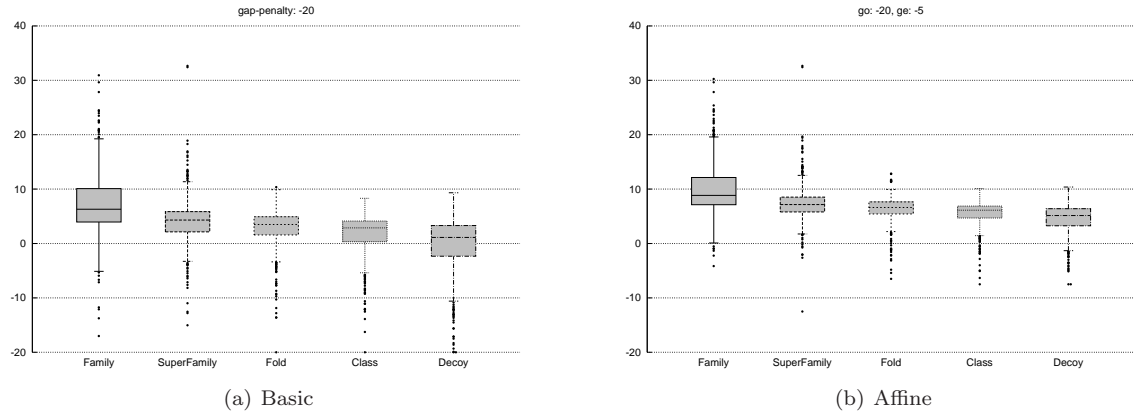 gap-penalty: -20
40
30
20
10
0
-10
-20
Family SuperFamily Fold Class Decoy
(a) Basic
go: -20, ge: -5
40
30
20
10
0
-10
-20
Family SuperFamily Fold Class Decoy
(b) Affine